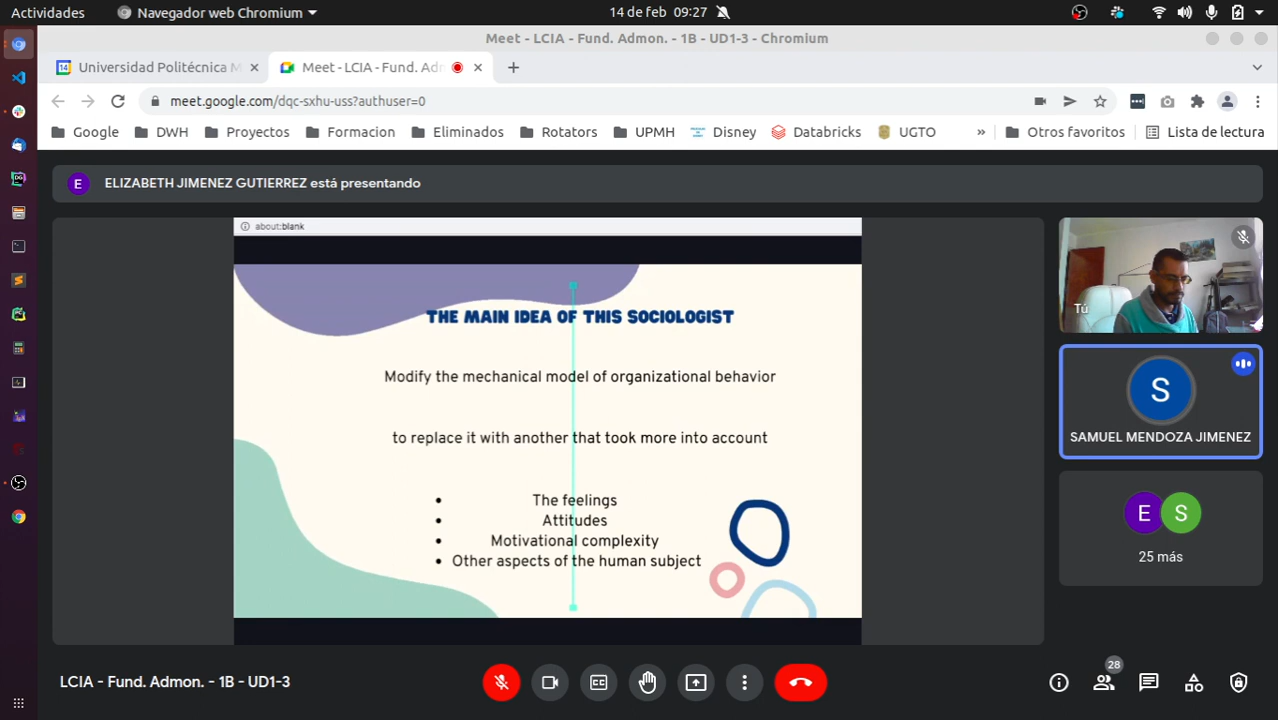 Actividades
Navegador web Chromium
14 de feb 09:27
Meet - LCIA - Fund. Admon. - 1B - UD1-3 - Chromium
14
Universidad Politécnica M
Meet - LCIA - Fund. Adm
meet.google.com/dqc-sxhu-uss?authuser=0
Google
DWH
Proyectos
Formacion
Eliminados
Rotators
UPMH
Disney
Databricks
UGTO
»
Otros favoritos
Lista de lectura
E
ELIZABETH JIMENEZ GUTIERREZ está presentando
about:blank
THE MAIN IDEA OF THIS SOCIOLOGIST
Modify the mechanical model of organizational behavior
to replace it with another that took more into account
• The feelings
• Attitudes
• Motivational complexity
• Other aspects of the human subject
Tú
S
SAMUEL MENDOZA JIMENEZ
E S
25 más
LCIA - Fund. Admon. - 1B - UD1-3
28